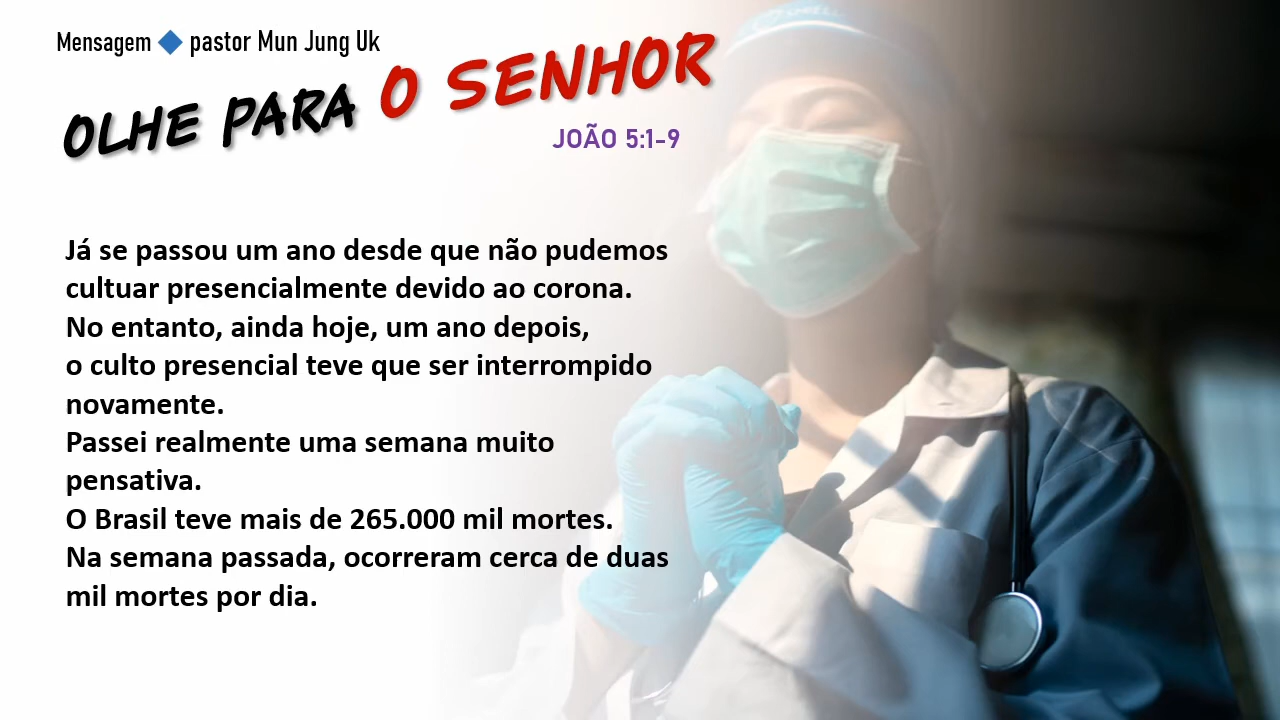 Mensagem 🔷 pastor Mun Jung Uk
OLHE PARA O SENHOR
JOÃO 5:1-9
Já se passou um ano desde que não pudemos
cultuar presencialmente devido ao corona.
No entanto, ainda hoje, um ano depois,
o culto presencial teve que ser interrompido
novamente.
Passei realmente uma semana muito
pensativa.
O Brasil teve mais de 265.000 mil mortes.
Na semana passada, ocorreram cerca de duas
mil mortes por dia.